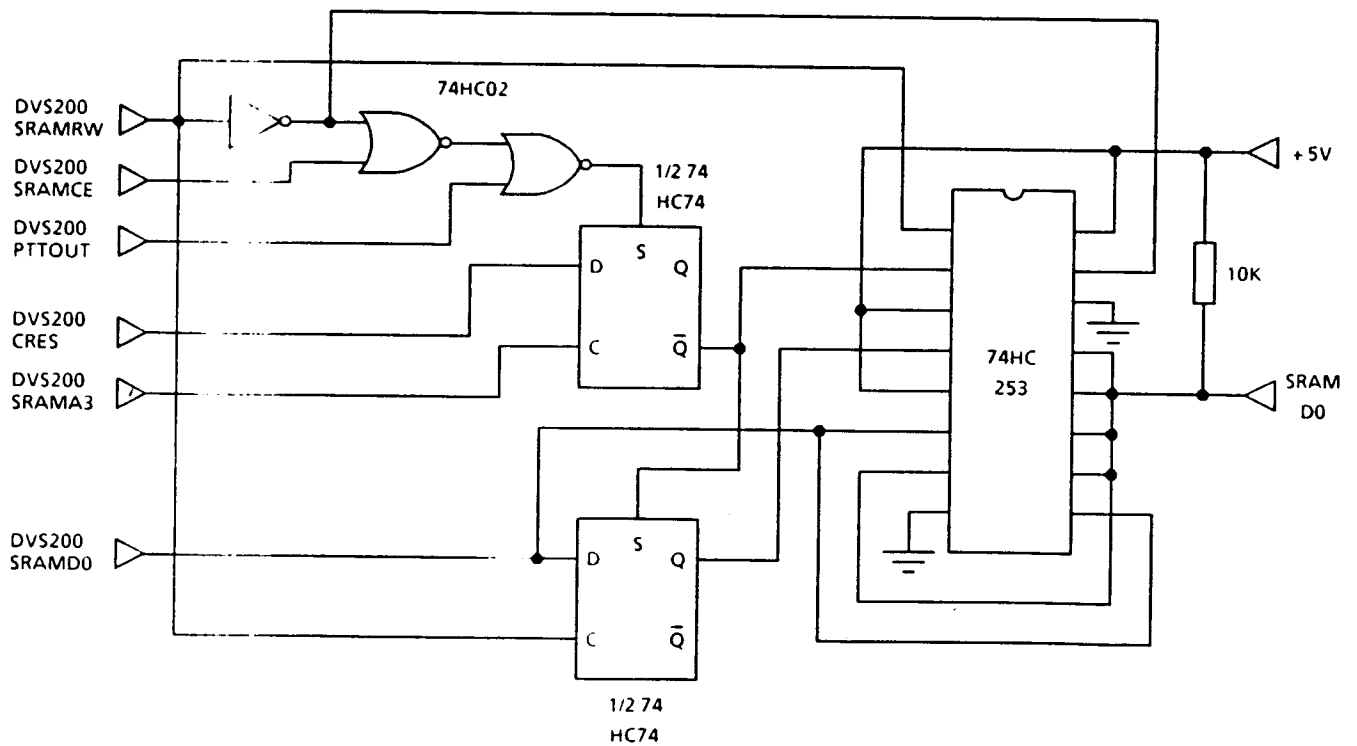 74HC02
DVS200
SRAMRW
DVS200
SRAMCE
DVS200
PTTOUT
DVS200
CRES
DVS200
SRAMA3
DVS200
SRAMD0
1/2 74
HC74
S
D
Q
C
Q̅
S
D
Q
C
Q̅
1/2 74
HC74
74HC
253
+5V
10K
SRAM
D0